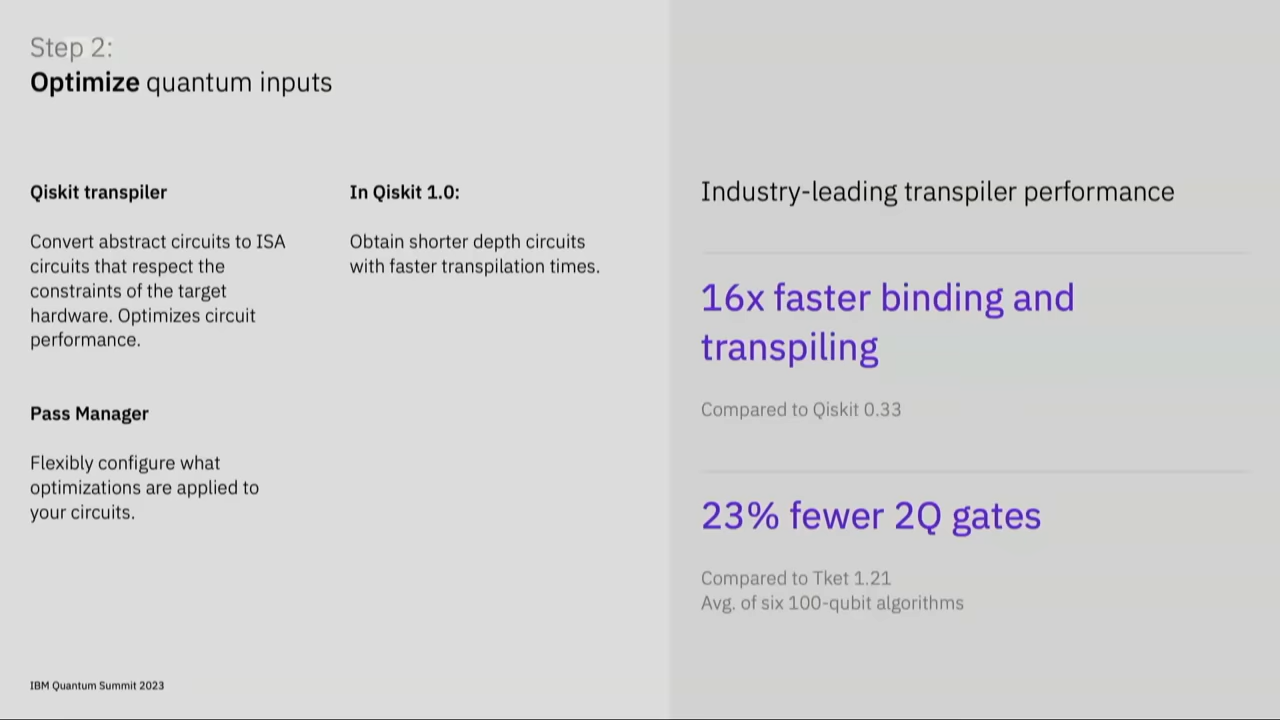 Step 2:
Optimize quantum inputs
Qiskit transpiler
Convert abstract circuits to ISA
circuits that respect the
constraints of the target
hardware. Optimizes circuit
performance.
Pass Manager
Flexibly configure what
optimizations are applied to
your circuits.
In Qiskit 1.0:
Obtain shorter depth circuits
with faster transpilation times.
Industry-leading transpiler performance
16x faster binding and
transpiling
Compared to Qiskit 0.33
23% fewer 2Q gates
Compared to Tket 1.21
Avg. of six 100-qubit algorithms
IBM Quantum Summit 2023